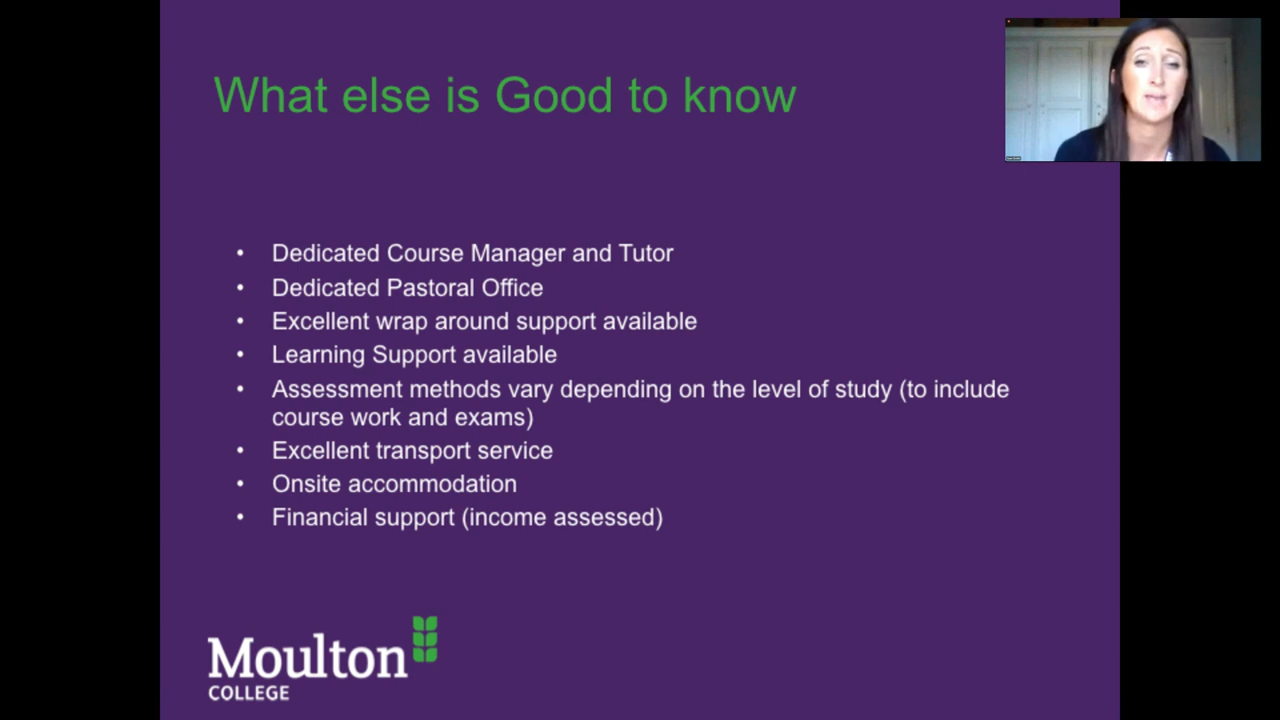 What else is Good to know
• Dedicated Course Manager and Tutor
• Dedicated Pastoral Office
• Excellent wrap around support available
• Learning Support available
• Assessment methods vary depending on the level of study (to include
course work and exams)
• Excellent transport service
• Onsite accommodation
• Financial support (income assessed)
Moulton
COLLEGE